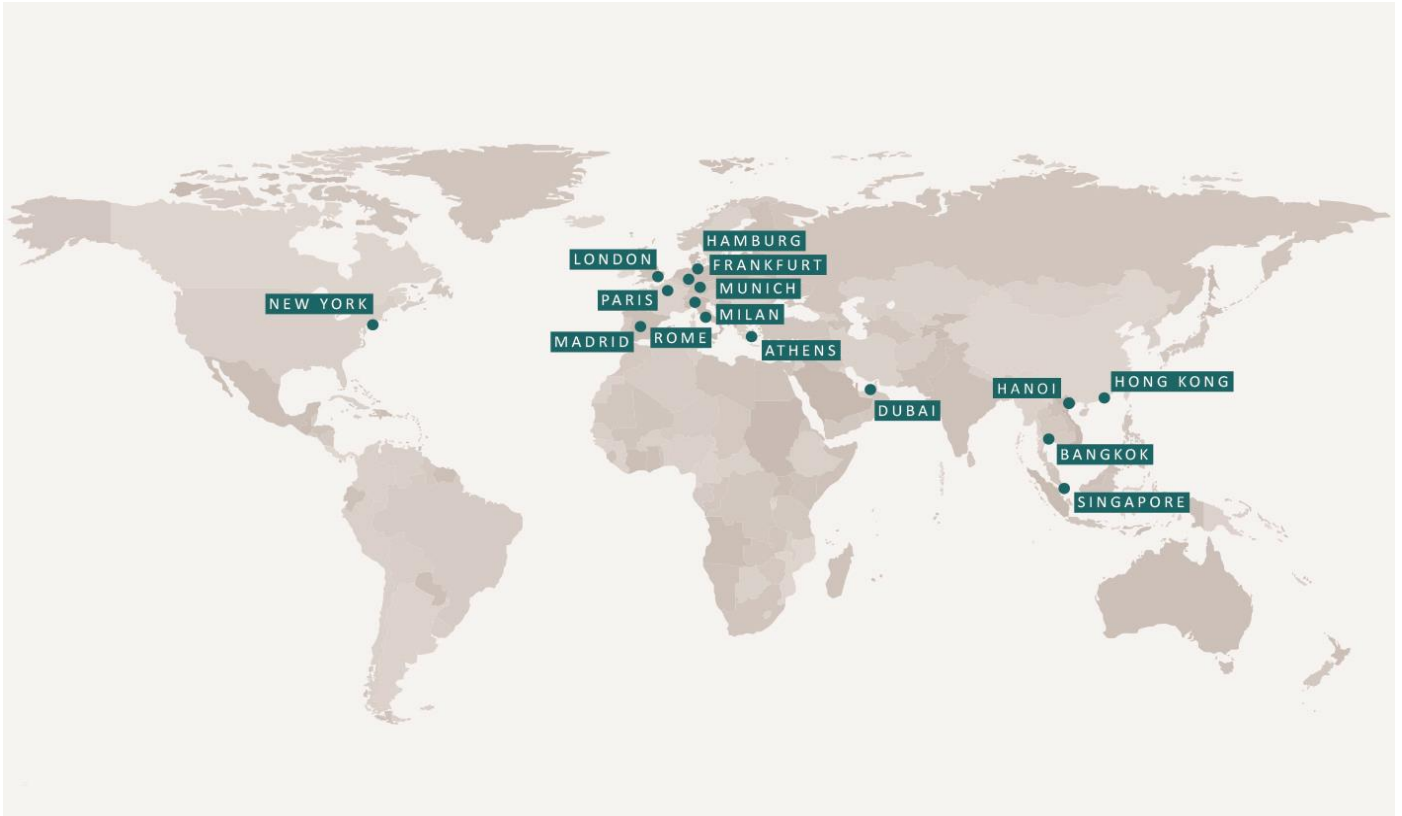 HAMBURG
LONDON
FRANKFURT
MUNICH
PARIS
NEW YORK
MILAN
MADRID
ROME
ATHENS
HONG KONG
HANOI
DUBAI
BANGKOK
SINGAPORE